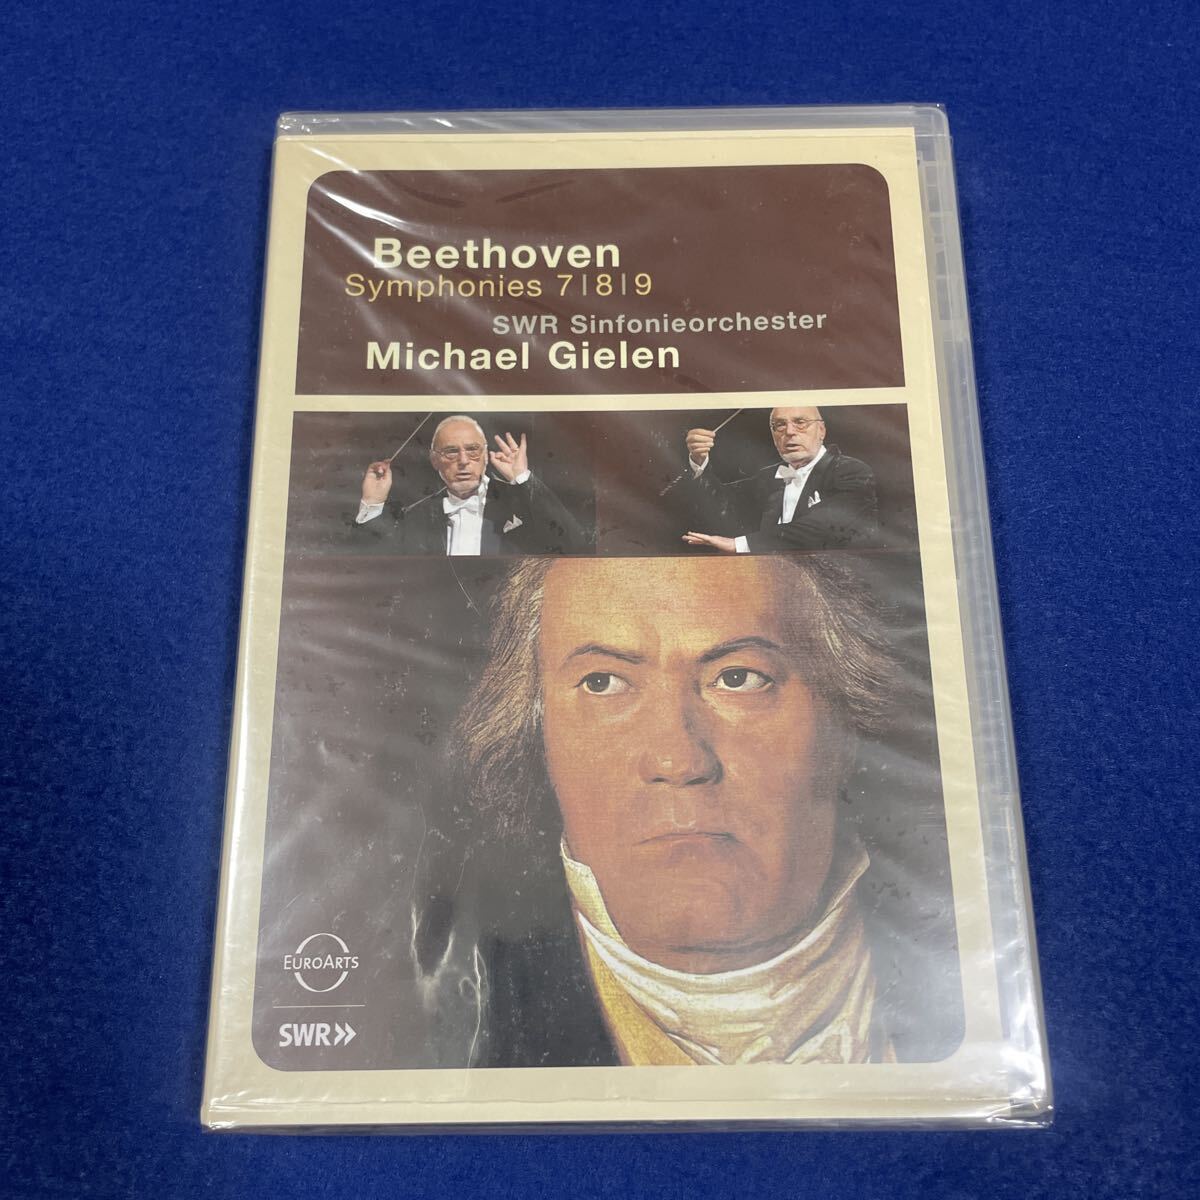 Beethoven
Symphonies 7|8|9
SWR Sinfonieorchester
Michael Gielen
EUROARTS
SWR